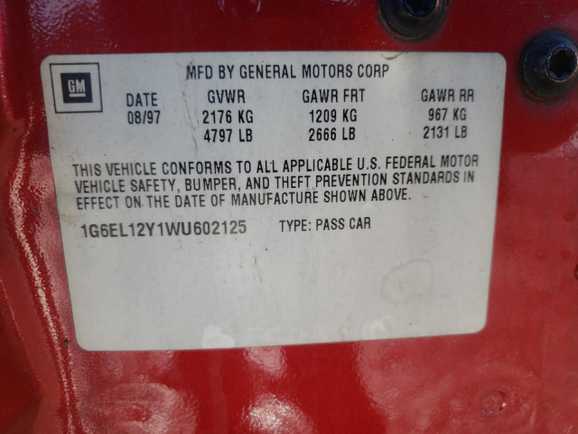 GM
MFD BY GENERAL MOTORS CORP
DATE GVWR GAWR FRT GAWR RR
08/97 2176 KG 1209 KG 967 KG
4797 LB 2666 LB 2131 LB
THIS VEHICLE CONFORMS TO ALL APPLICABLE U.S. FEDERAL MOTOR
VEHICLE SAFETY, BUMPER, AND THEFT PREVENTION STANDARDS IN
EFFECT ON THE DATE OF MANUFACTURE SHOWN ABOVE.
1G6EL12Y1WU602125 TYPE: PASS CAR